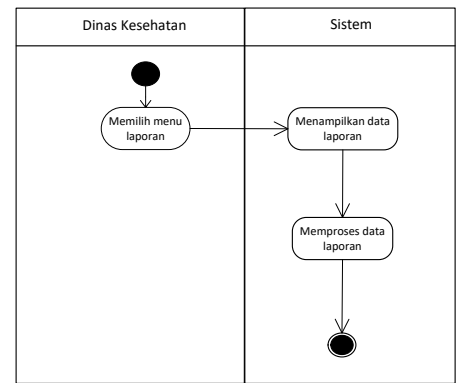 Dinas Kesehatan
Sistem
Memilih menu
laporan
Menampilkan data
laporan
Memproses data
laporan